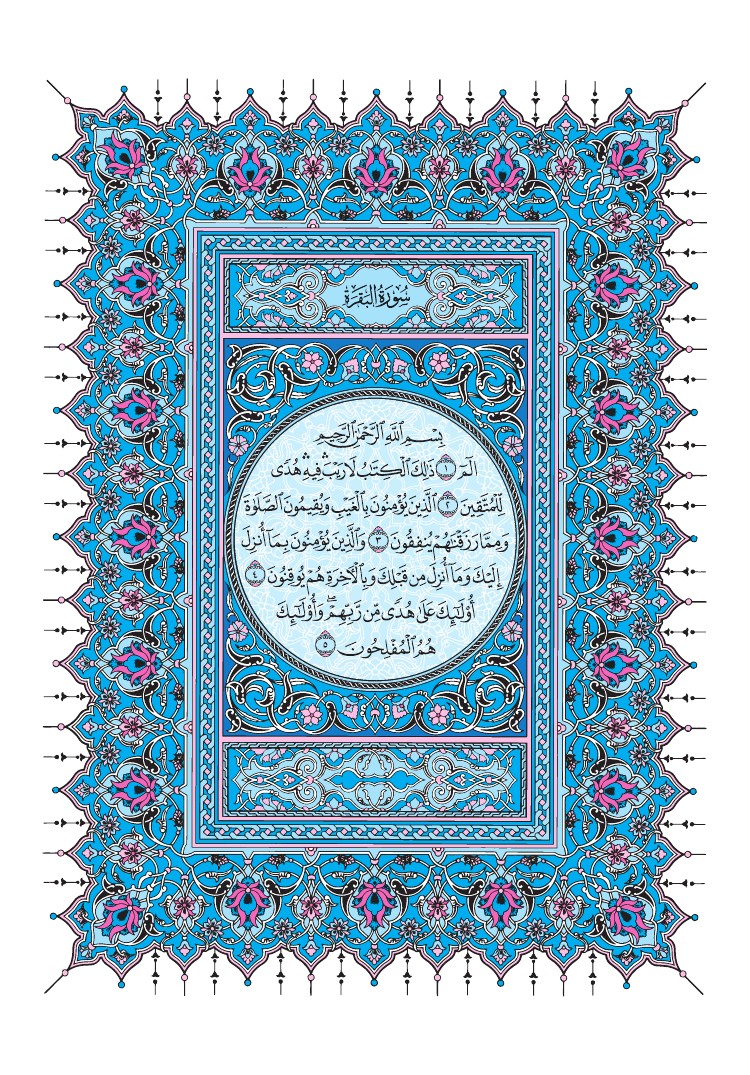 سُورَةُ البَقَرَةِ
بِسْمِ ٱللَّهِ ٱلرَّحْمَٰنِ ٱلرَّحِيمِ
الٓمٓ ١ ذَٰلِكَ ٱلْكِتَٰبُ لَا رَيْبَۛ فِيهِۛ هُدًى
لِّلْمُتَّقِينَ ٢ ٱلَّذِينَ يُؤْمِنُونَ بِٱلْغَيْبِ وَيُقِيمُونَ ٱلصَّلَوٰةَ
وَمِمَّا رَزَقْنَٰهُمْ يُنفِقُونَ ٣ وَٱلَّذِينَ يُؤْمِنُونَ بِمَآ أُنزِلَ
إِلَيْكَ وَمَآ أُنزِلَ مِن قَبْلِكَ وَبِٱلْءَاخِرَةِ هُمْ يُوقِنُونَ ٤
أُو۟لَٰٓئِكَ عَلَىٰ هُدًى مِّن رَّبِّهِمْۖ وَأُو۟لَٰٓئِكَ
هُمُ ٱلْمُفْلِحُونَ ٥